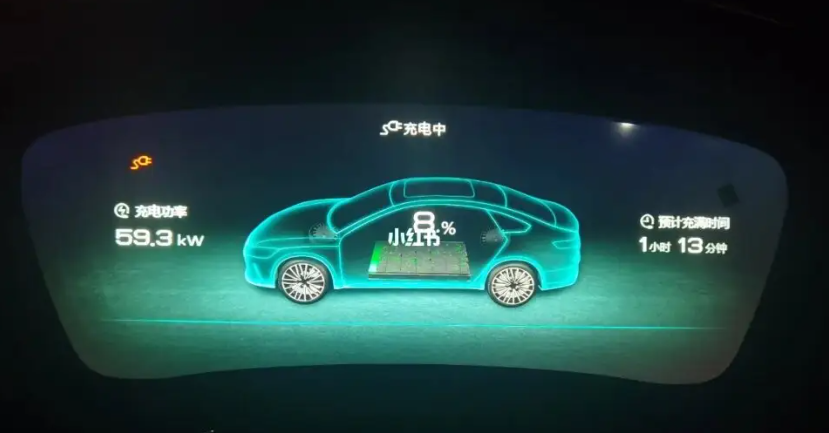 充电中
充电功率
59.3 kW
8%
小红书
预计充满时间
1小时 13分钟